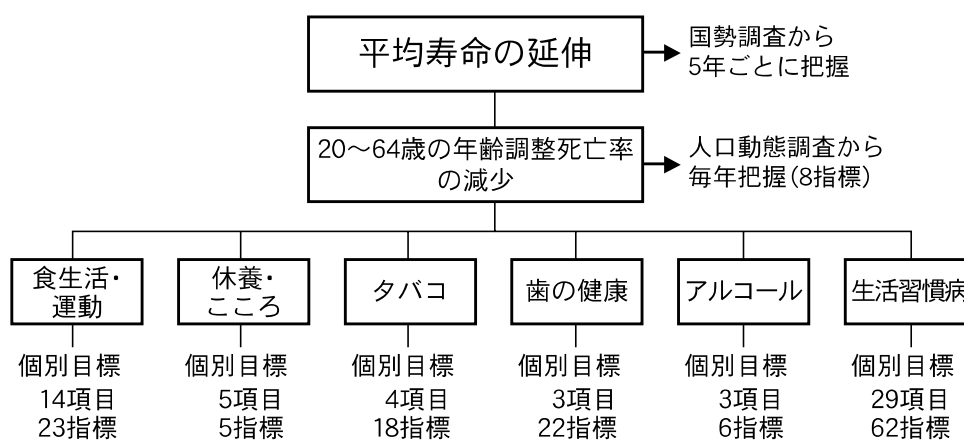 平均寿命の延伸
国勢調査から
5年ごとに把握
20〜64歳の年齢調整死亡率
の減少
人口動態調査から
毎年把握(8指標)
食生活・
運動
休養・
こころ
タバコ
歯の健康
アルコール
生活習慣病
個別目標
14項目
23指標
個別目標
5項目
5指標
個別目標
4項目
18指標
個別目標
3項目
22指標
個別目標
3項目
6指標
個別目標
29項目
62指標